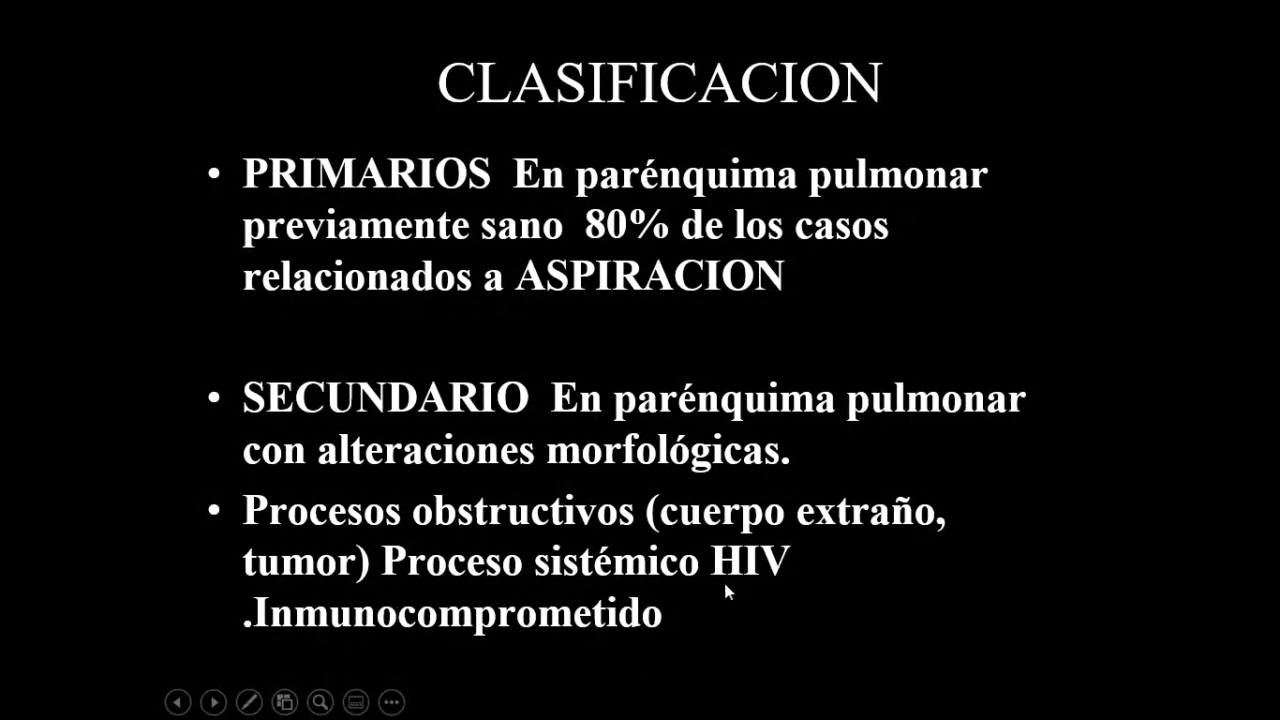 CLASIFICACION
• PRIMARIOS En parénquima pulmonar
previamente sano 80% de los casos
relacionados a ASPIRACION
• SECUNDARIO En parénquima pulmonar
con alteraciones morfológicas.
• Procesos obstructivos (cuerpo extraño,
tumor) Proceso sistémico HIV
.Inmunocomprometido